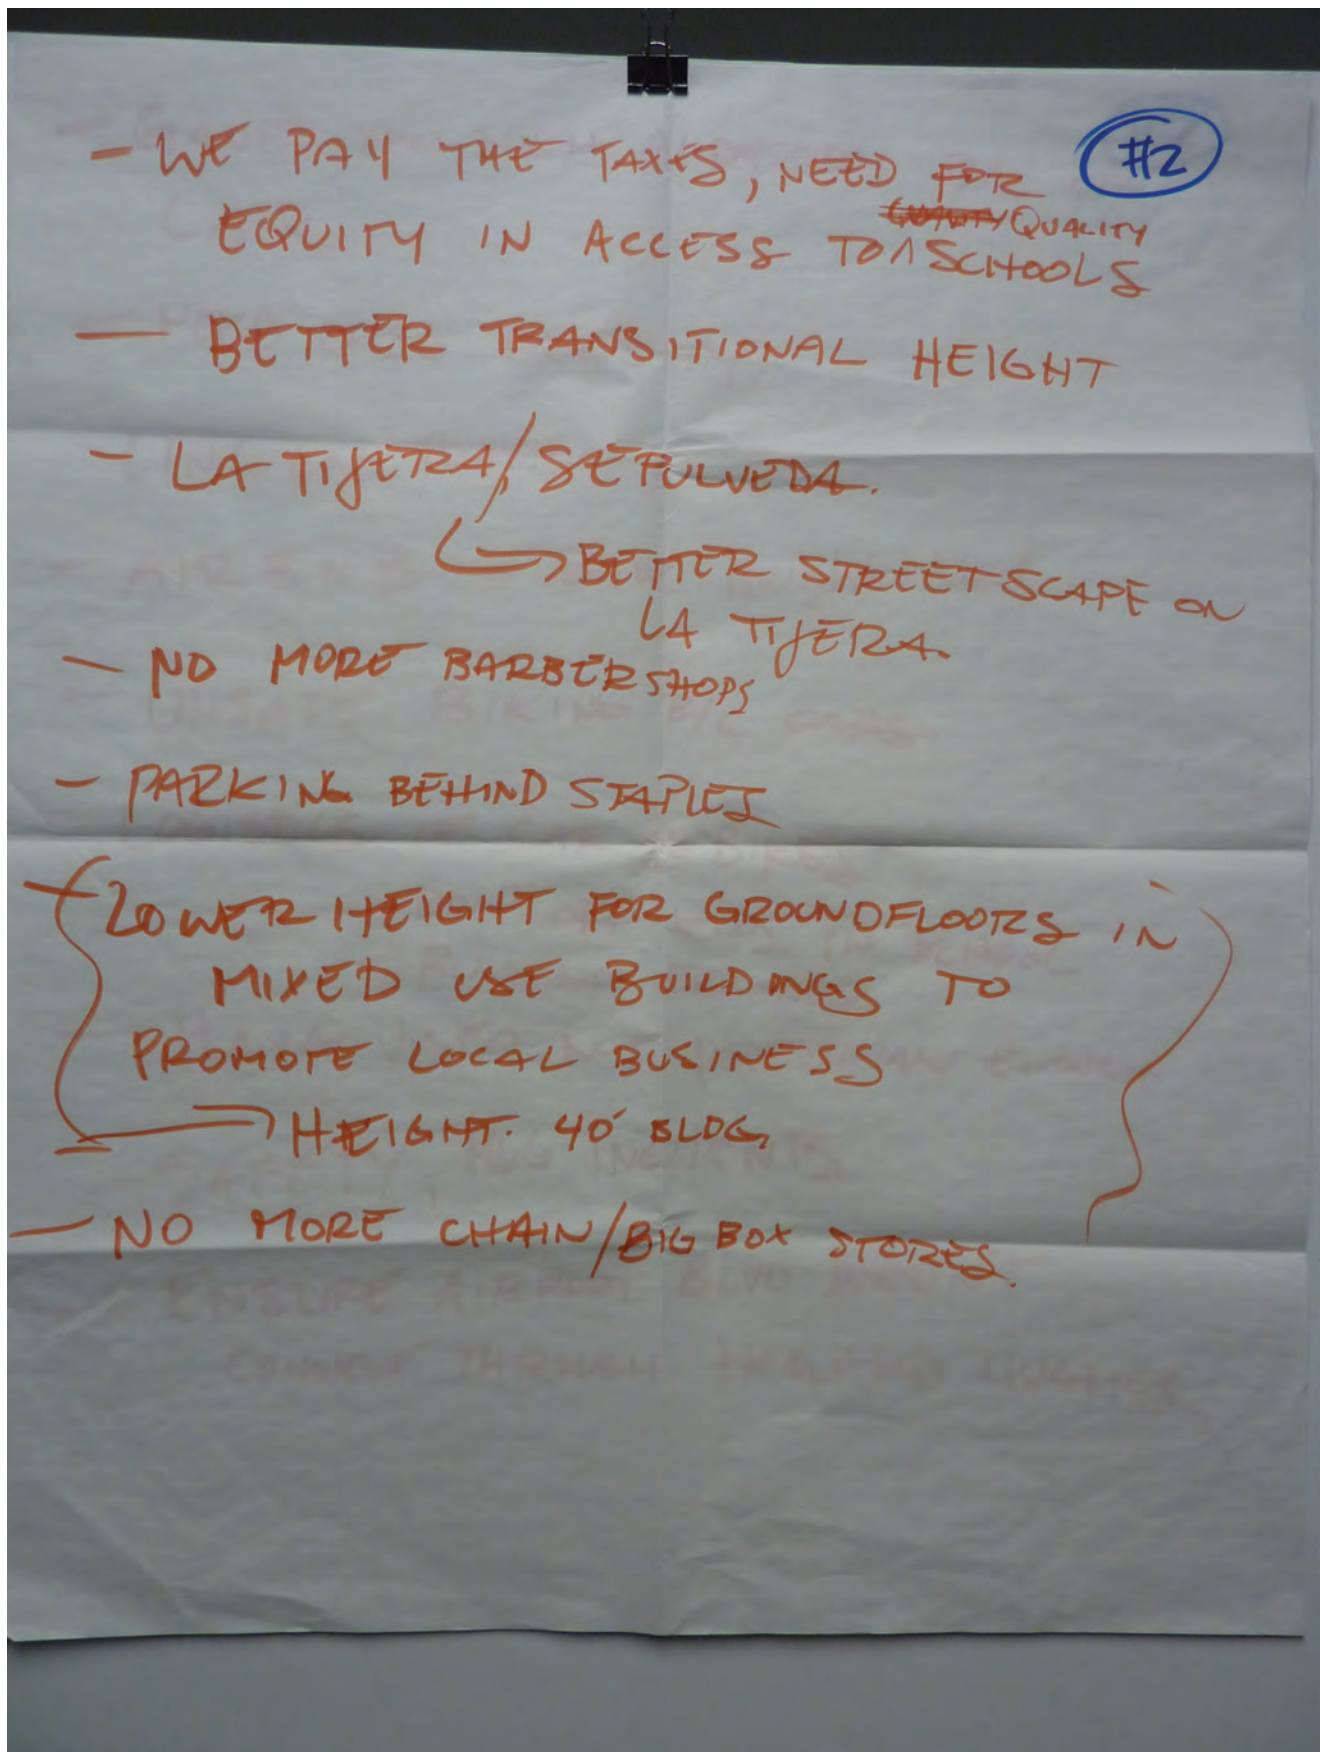 #2
- WE PAY THE TAXES, NEED FOR
QUALITY
EQUITY IN ACCESS TO ^ SCHOOLS
— BETTER TRANSITIONAL HEIGHT
- LA TIJERA/SEPULVEDA.
→ BETTER STREETSCAPE ON
LA TIJERA.
- NO MORE BARBERSHOPS
- PARKING BEHIND STAPLES
- LOWER HEIGHT FOR GROUNDFLOORS IN
MIXED USE BUILDINGS TO
PROMOTE LOCAL BUSINESS
→ HEIGHT. 40' BLDG.
- NO MORE CHAIN/BIG BOX STORES.